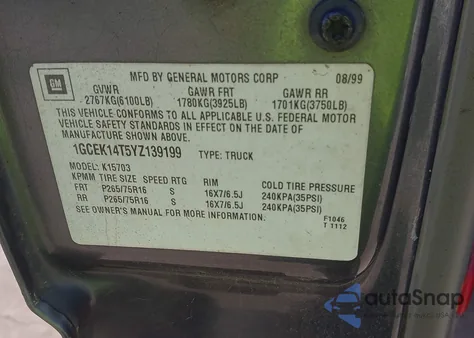 GM
MFD BY GENERAL MOTORS CORP 08/99
GVWR GAWR FRT GAWR RR
2767KG(6100LB) 1780KG(3925LB) 1701KG(3750LB)
THIS VEHICLE CONFORMS TO ALL APPLICABLE U.S. FEDERAL MOTOR
VEHICLE SAFETY STANDARDS IN EFFECT ON THE DATE OF
MANUFACTURE SHOWN ABOVE.
1GCEK14T5YZ139199 TYPE: TRUCK
MODEL: K15703
KPMM TIRE SIZE SPEED RTG RIM COLD TIRE PRESSURE
FRT P265/75R16 S 16X7/6.5J 240KPA(35PSI)
RR P265/75R16 S 16X7/6.5J 240KPA(35PSI)
SEE OWNER'S MANUAL FOR MORE INFORMATION.
F1046
T 1112
autoSnap